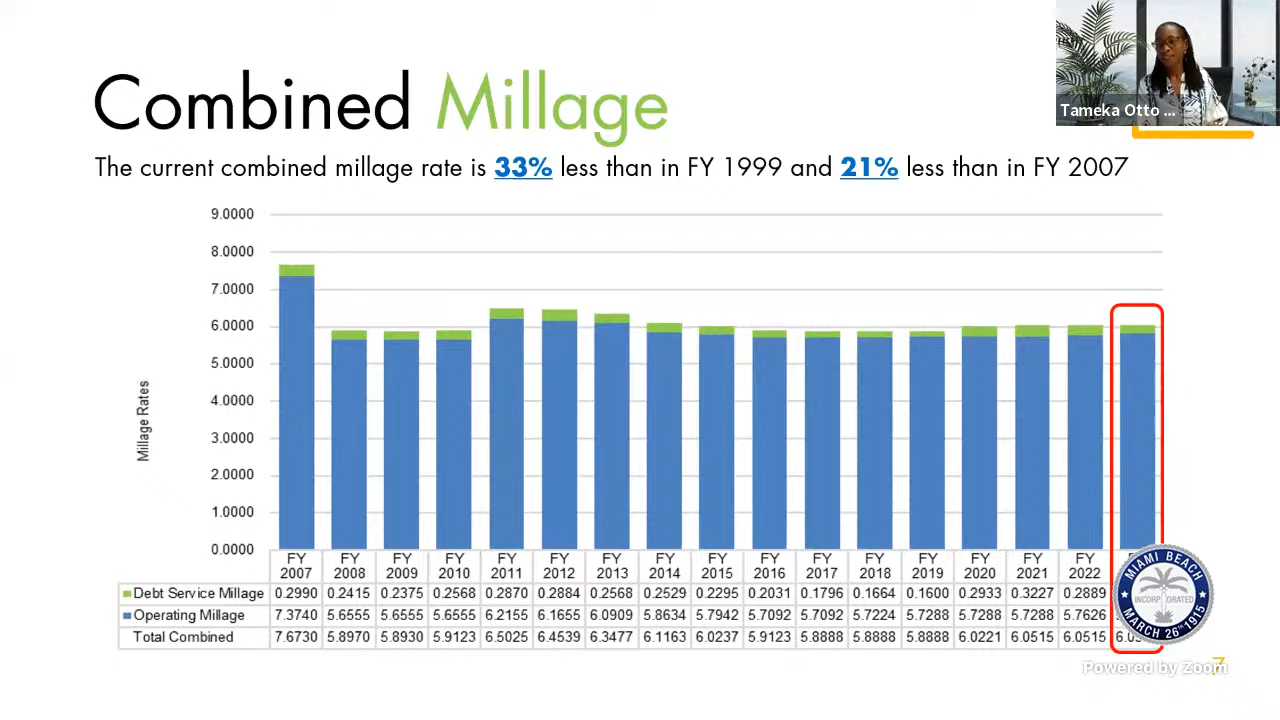 Tameka Otto ...
Combined Millage
The current combined millage rate is 33% less than in FY 1999 and 21% less than in FY 2007
9.0000
8.0000
7.0000
6.0000
5.0000
4.0000
3.0000
2.0000
1.0000
0.0000
Millage Rates
FY FY FY FY FY FY FY FY FY FY FY FY FY FY FY FY
2007 2008 2009 2010 2011 2012 2013 2014 2015 2016 2017 2018 2019 2020 2021 2022
Debt Service Millage 0.2990 0.2415 0.2375 0.2568 0.2870 0.2884 0.2568 0.2529 0.2295 0.2031 0.1796 0.1664 0.1600 0.2933 0.3227 0.2889
Operating Millage 7.3740 5.6555 5.6555 5.6555 6.2155 6.1655 6.0909 5.8634 5.7942 5.7092 5.7092 5.7224 5.7288 5.7288 5.7288 5.7626
Total Combined 7.6730 5.8970 5.8930 5.9123 6.5025 6.4539 6.3477 6.1163 6.0237 5.9123 5.8888 5.8888 5.8888 6.0221 6.0515 6.0515
MIAMI BEACH
INCORPORATED
MARCH 26TH 1915
Powered by Zoom
7